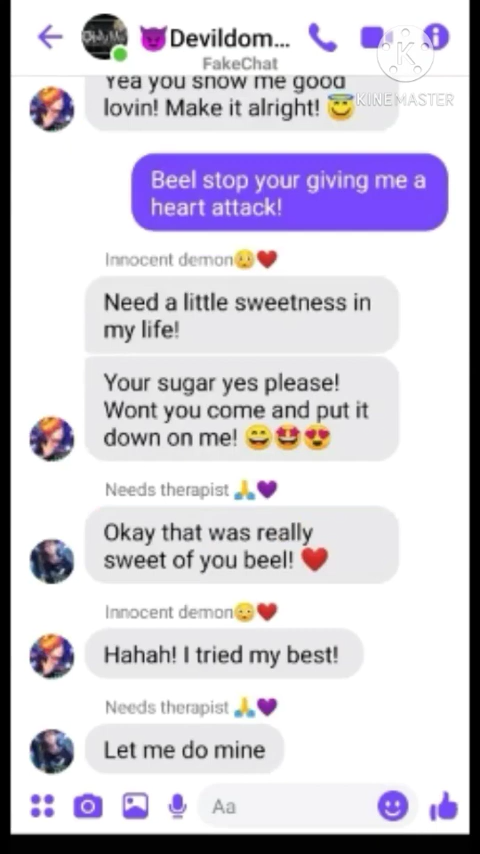 😈Devildom...
FakeChat
K
KINEMASTER
Yea you show me good
lovin! Make it alright! 😇
Beel stop your giving me a
heart attack!
Innocent demon🥺❤️
Need a little sweetness in
my life!
Your sugar yes please!
Wont you come and put it
down on me! 😄🤩😍
Needs therapist 🙏💜
Okay that was really
sweet of you beel! ❤️
Innocent demon🥺❤️
Hahah! I tried my best!
Needs therapist 🙏💜
Let me do mine
Aa